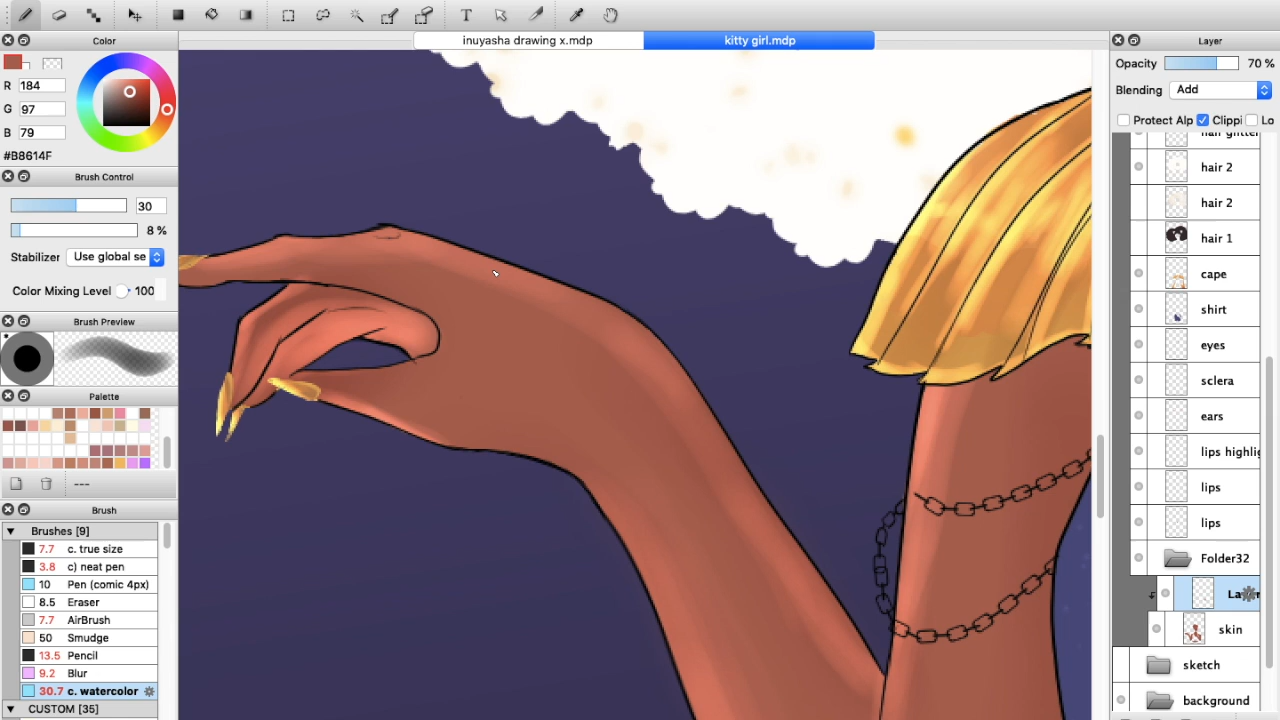 inuyasha drawing x.mdp
kitty girl.mdp
Color
R 184
G 97
B 79
#B8614F
Brush Control
30
8 %
Stabilizer Use global se
Color Mixing Level 100
Brush Preview
Palette
---
Brush
Brushes [9]
7.7 c. true size
3.8 c) neat pen
10 Pen (comic 4px)
8.5 Eraser
7.7 AirBrush
50 Smudge
13.5 Pencil
9.2 Blur
30.7 c. watercolor
CUSTOM [35]
Layer
Opacity 70 %
Blending Add
Protect Alp Clippi Lo
hair glitter
hair 2
hair 2
hair 1
cape
shirt
eyes
sclera
ears
lips highlig
lips
lips
Folder32
skin
sketch
background